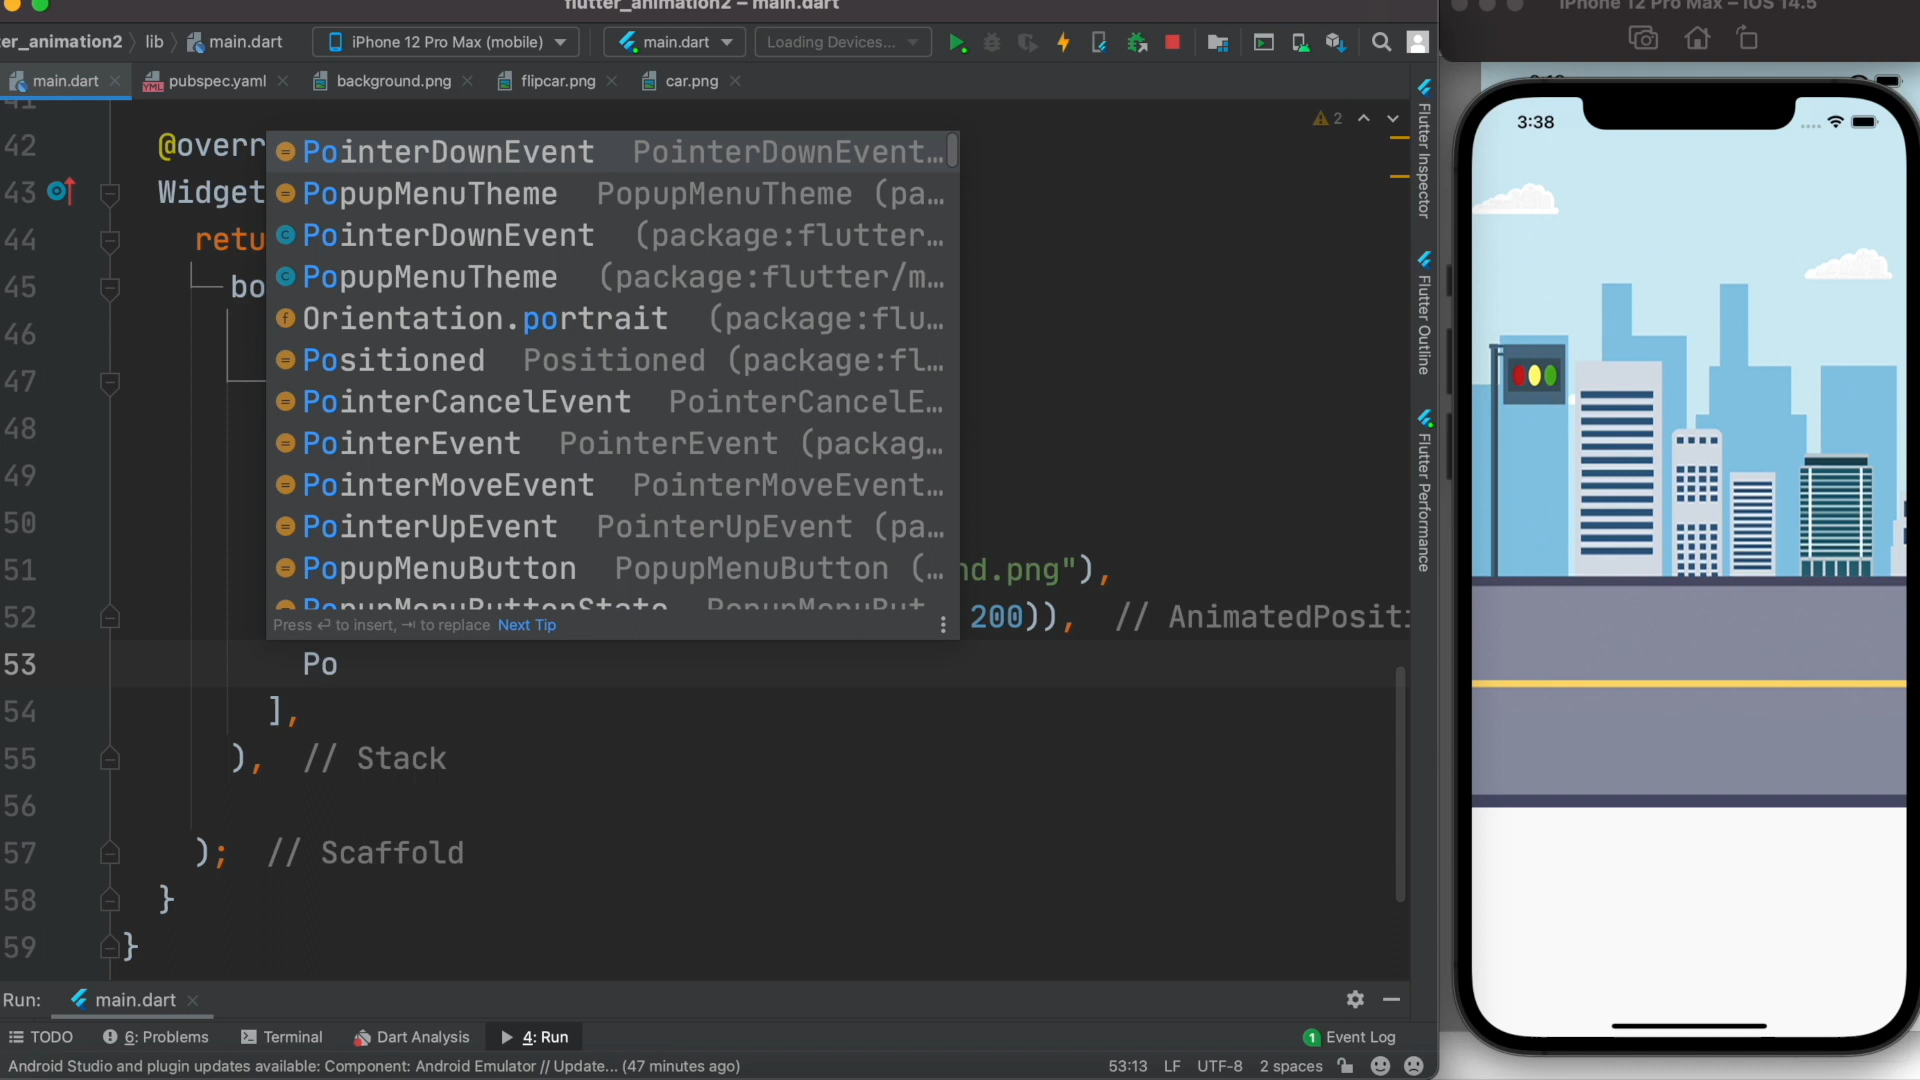 flutter_animation2 – main.dart
iPhone 12 Pro Max – iOS 14.5
er_animation2 lib main.dart
iPhone 12 Pro Max (mobile)
main.dart
Loading Devices...
main.dart
pubspec.yaml
background.png
flipcar.png
car.png
41
42 @overr
43 Widget
44 retu
45 bo
46
47
48
49
50
51 nd.png"),
52 200)), // AnimatedPositi
53 Po
54 ],
55 ), // Stack
56
57 ); // Scaffold
58 }
59 }
PointerDownEvent PointerDownEvent…
PopupMenuTheme PopupMenuTheme (pa…
PointerDownEvent (package:flutter…
PopupMenuTheme (package:flutter/m…
Orientation.portrait (package:flu…
Positioned Positioned (package:fl…
PointerCancelEvent PointerCancelE…
PointerEvent PointerEvent (packag…
PointerMoveEvent PointerMoveEvent…
PointerUpEvent PointerUpEvent (pa…
PopupMenuButton PopupMenuButton (…
PopupMenuButtonState PopupMenuBut
Press ↵ to insert, ⇥ to replace Next Tip
2
Flutter Inspector
Flutter Outline
Flutter Performance
3:38
Run: main.dart
TODO
6: Problems
Terminal
Dart Analysis
4: Run
1 Event Log
Android Studio and plugin updates available: Component: Android Emulator // Update... (47 minutes ago)
53:13 LF UTF-8 2 spaces